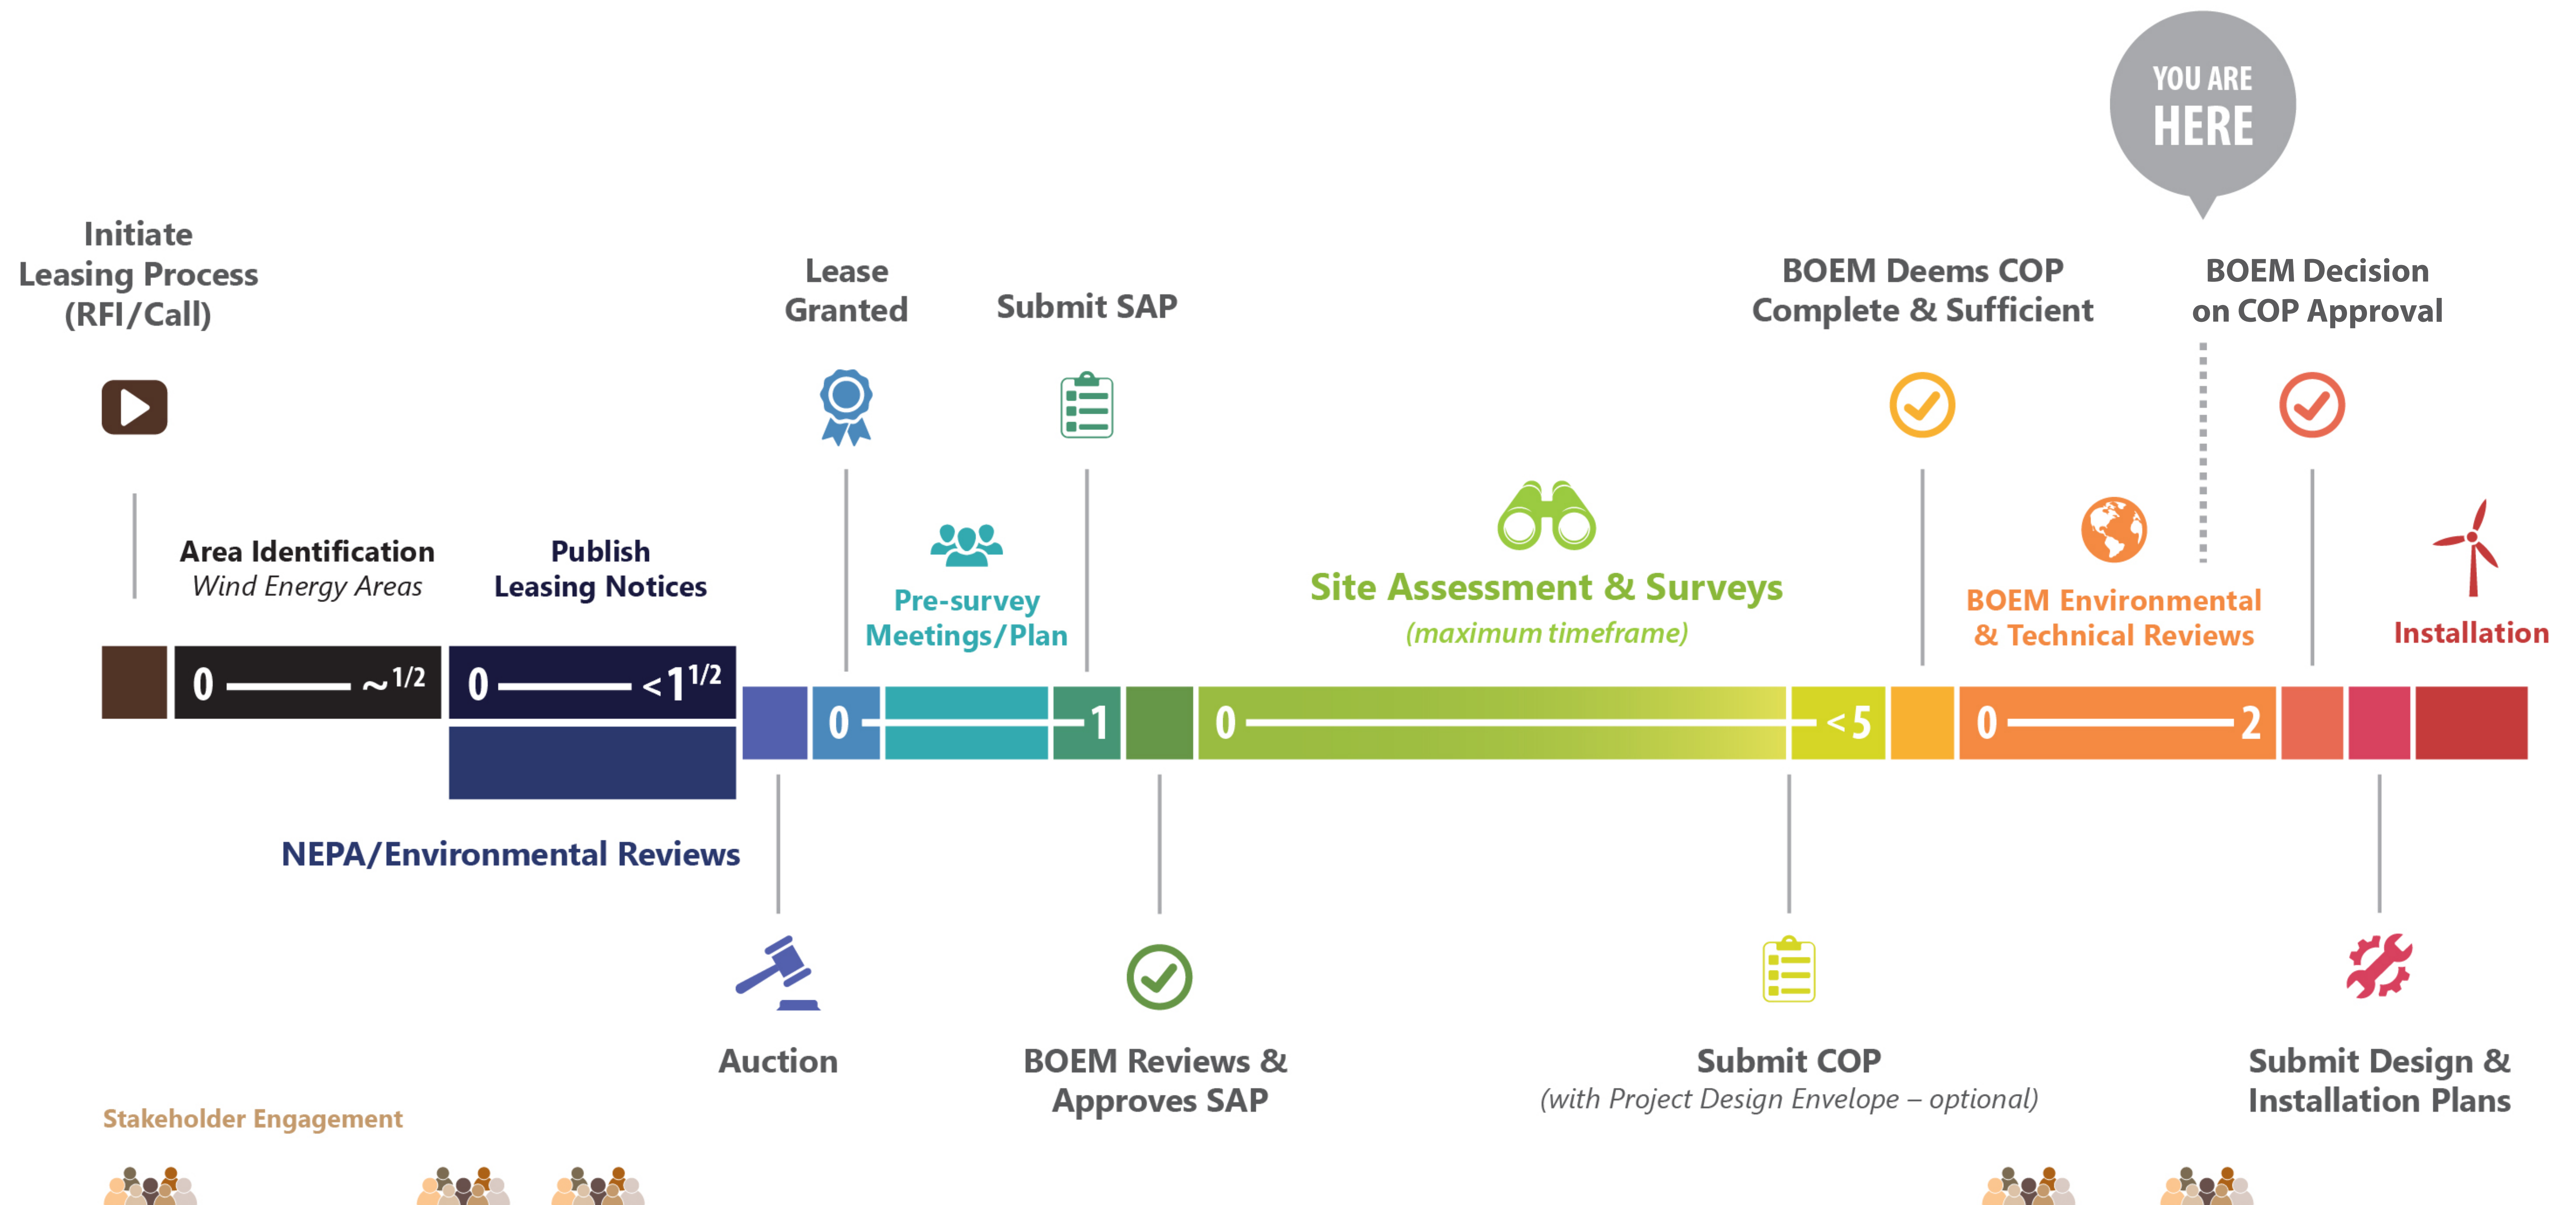 YOU ARE
HERE
Initiate
Leasing Process
(RFI/Call)
Lease
Granted
Submit SAP
BOEM Deems COP
Complete & Sufficient
BOEM Decision
on COP Approval
Area Identification
Wind Energy Areas
Publish
Leasing Notices
Pre-survey
Meetings/Plan
Site Assessment & Surveys
(maximum timeframe)
BOEM Environmental
& Technical Reviews
Installation
0 ~1/2
0 <1 1/2
0 1
0 <5
0 2
NEPA/Environmental Reviews
Auction
BOEM Reviews &
Approves SAP
Submit COP
(with Project Design Envelope – optional)
Submit Design &
Installation Plans
Stakeholder Engagement